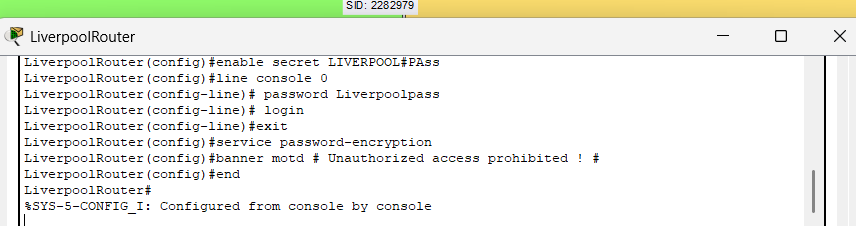 SID: 2282979
LiverpoolRouter
LiverpoolRouter(config)#enable secret LIVERPOOL#PAss
LiverpoolRouter(config)#line console 0
LiverpoolRouter(config-line)# password Liverpoolpass
LiverpoolRouter(config-line)# login
LiverpoolRouter(config-line)#exit
LiverpoolRouter(config)#service password-encryption
LiverpoolRouter(config)#banner motd # Unauthorized access prohibited ! #
LiverpoolRouter(config)#end
LiverpoolRouter#
%SYS-5-CONFIG_I: Configured from console by console